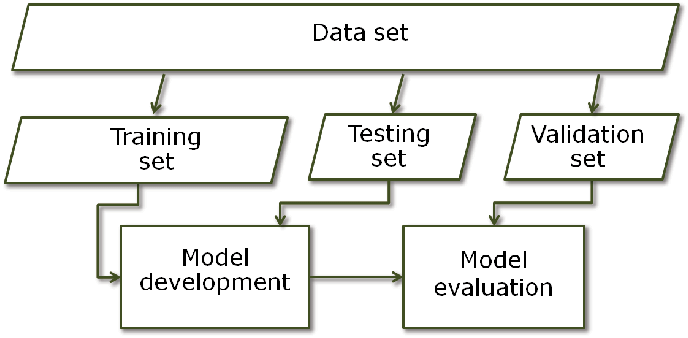 Data set
Training
set
Testing
set
Validation
set
Model
development
Model
evaluation